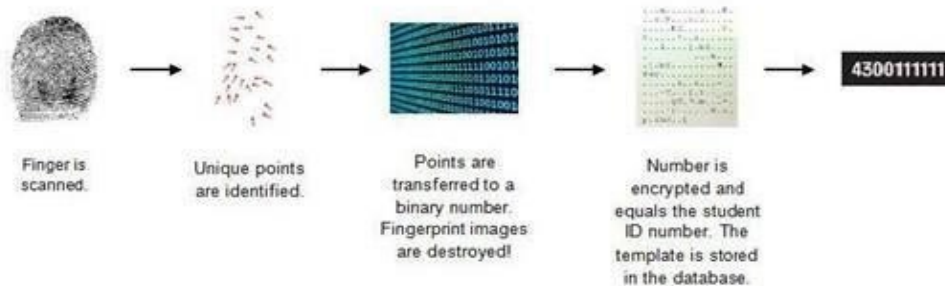 Finger is
scanned.
Unique points
are identified.
Points are
transferred to a
binary number.
Fingerprint images
are destroyed!
Number is
encrypted and
equals the student
ID number. The
template is stored
in the database.
4300111111